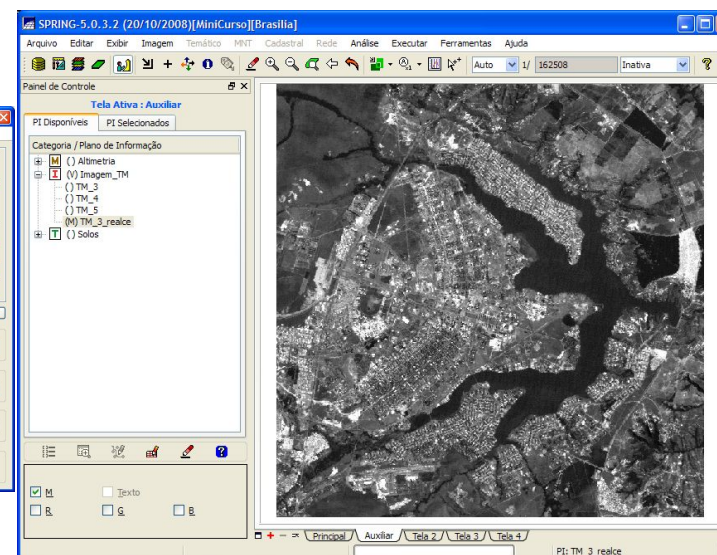 SPRING-5.0.3.2 (20/10/2008)[MiniCurso][Brasilia]
Arquivo Editar Exibir Imagem Temático MNT Cadastral Rede Análise Executar Ferramentas Ajuda
Auto 1/ 162508 Inativa
Painel de Controle
Tela Ativa : Auxiliar
PI Disponíveis PI Selecionados
Categoria / Plano de Informação
M () Altimetria
I (V) Imagem_TM
() TM_3
() TM_4
() TM_5
(M) TM_3_realce
T () Solos
M Texto
R G B
Principal Auxiliar Tela 2 Tela 3 Tela 4
PI: TM_3_realce